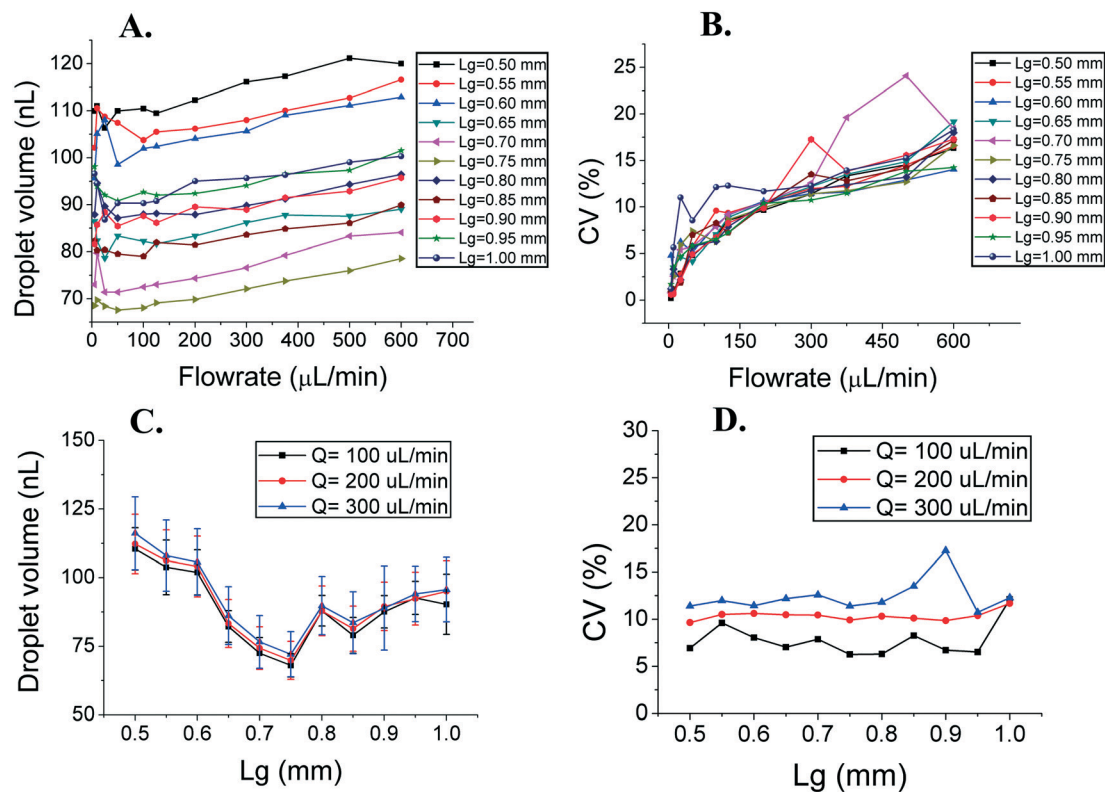 A.
Droplet volume (nL)
120
110
100
90
80
70
0 100 200 300 400 500 600 700
Flowrate (μL/min)
Lg=0.50 mm
Lg=0.55 mm
Lg=0.60 mm
Lg=0.65 mm
Lg=0.70 mm
Lg=0.75 mm
Lg=0.80 mm
Lg=0.85 mm
Lg=0.90 mm
Lg=0.95 mm
Lg=1.00 mm
B.
CV (%)
25
20
15
10
5
0
0 150 300 450 600
Flowrate (μL/min)
Lg=0.50 mm
Lg=0.55 mm
Lg=0.60 mm
Lg=0.65 mm
Lg=0.70 mm
Lg=0.75 mm
Lg=0.80 mm
Lg=0.85 mm
Lg=0.90 mm
Lg=0.95 mm
Lg=1.00 mm
C.
Droplet volume (nL)
150
125
100
75
50
0.5 0.6 0.7 0.8 0.9 1.0
Lg (mm)
Q= 100 uL/min
Q= 200 uL/min
Q= 300 uL/min
D.
CV (%)
30
25
20
15
10
5
0
0.5 0.6 0.7 0.8 0.9 1.0
Lg (mm)
Q= 100 uL/min
Q= 200 uL/min
Q= 300 uL/min